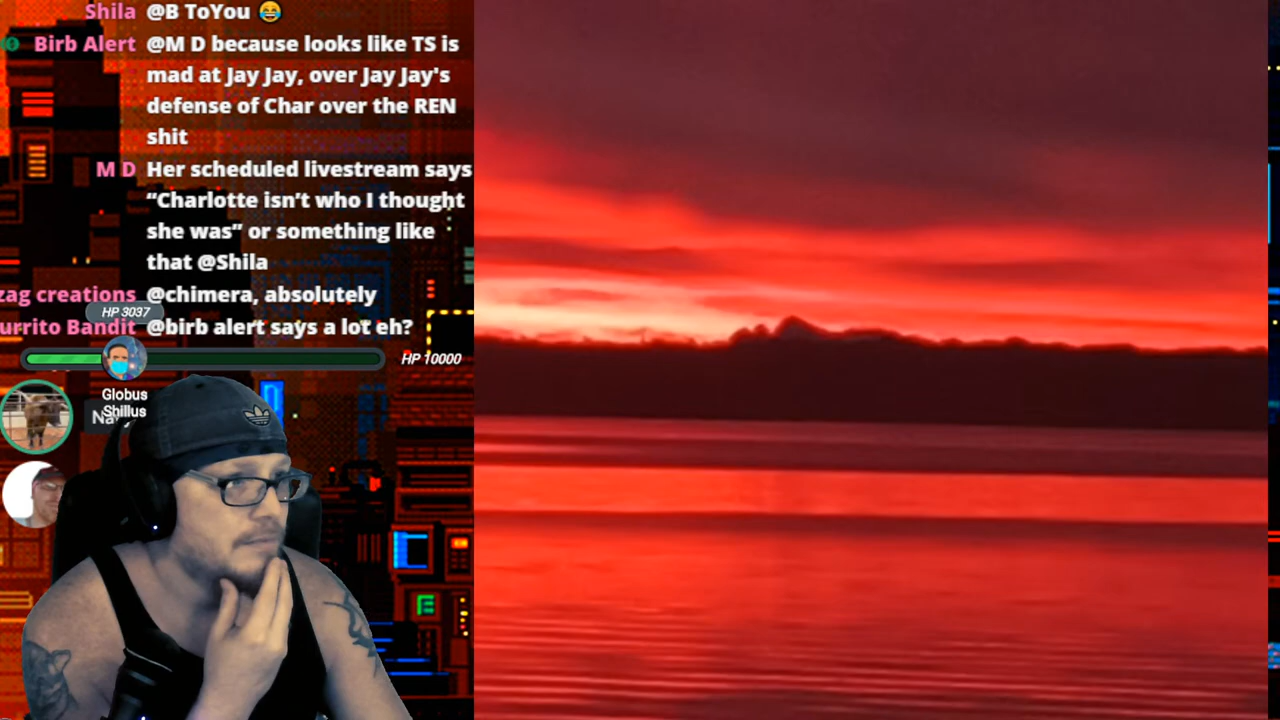 Shila @B ToYou 😂
Birb Alert @M D because looks like TS is
mad at Jay Jay, over Jay Jay's
defense of Char over the REN
shit
M D Her scheduled livestream says
“Charlotte isn’t who I thought
she was” or something like
that @Shila
zag creations @chimera, absolutely
HP 3037
urrito Bandit @birb alert says a lot eh?
HP 10000
Globus
Shillus